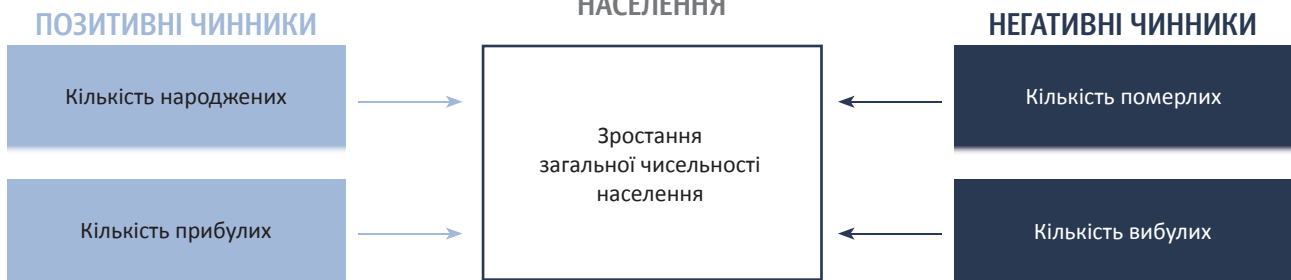 НАСЕЛЕННЯ
ПОЗИТИВНІ ЧИННИКИ
НЕГАТИВНІ ЧИННИКИ
Кількість народжених
Кількість прибулих
Зростання
загальної чисельності
населення
Кількість померлих
Кількість вибулих